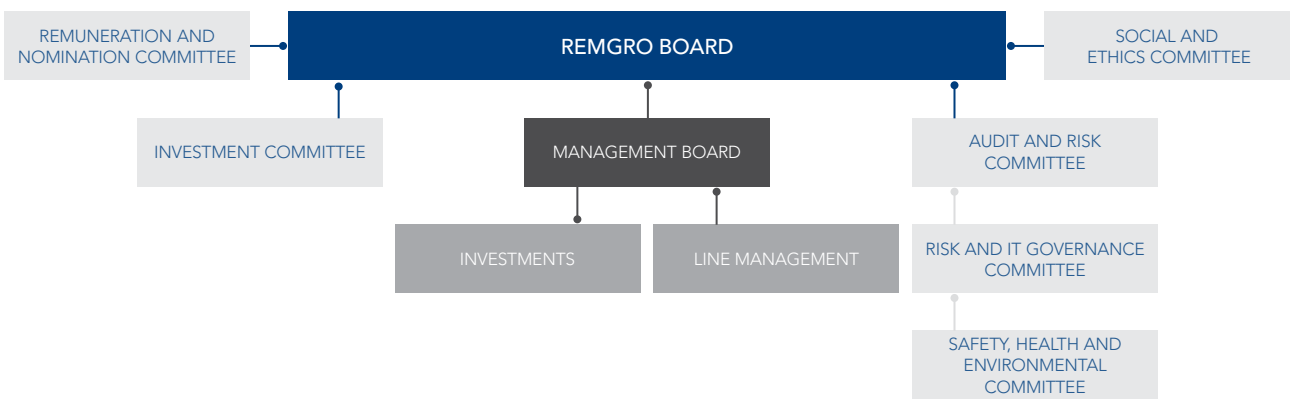 REMUNERATION AND
NOMINATION COMMITTEE
REMGRO BOARD
SOCIAL AND
ETHICS COMMITTEE
INVESTMENT COMMITTEE
MANAGEMENT BOARD
AUDIT AND RISK
COMMITTEE
INVESTMENTS
LINE MANAGEMENT
RISK AND IT GOVERNANCE
COMMITTEE
SAFETY, HEALTH AND
ENVIRONMENTAL
COMMITTEE